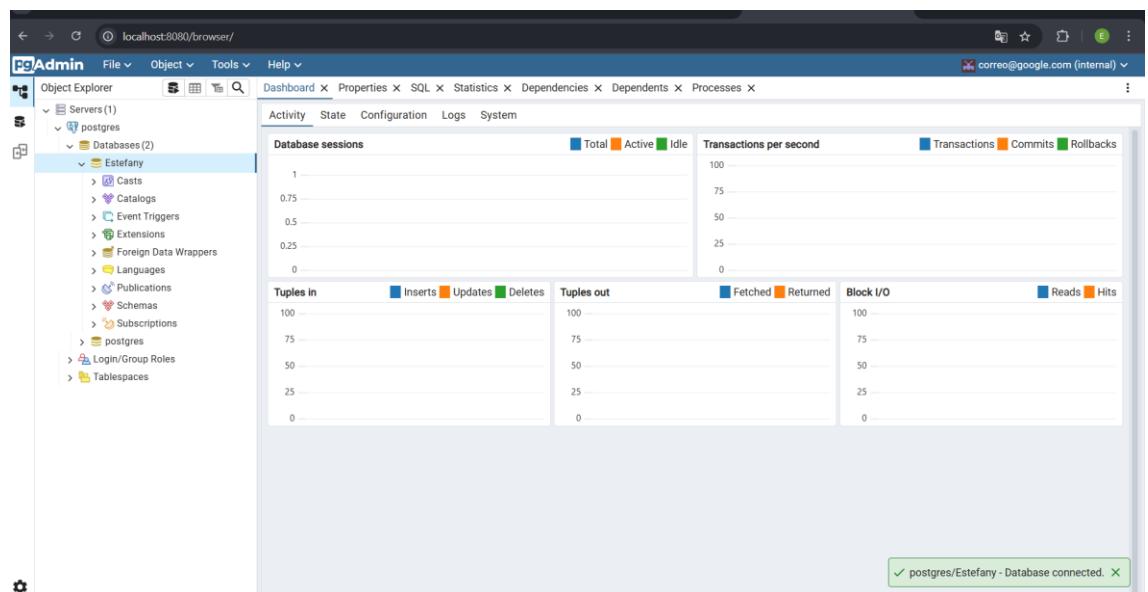 localhost:8080/browser/
E
pgAdmin File Object Tools Help correo@google.com (internal)
Object Explorer
Dashboard Properties SQL Statistics Dependencies Dependents Processes
Servers (1)
postgres
Databases (2)
Estefany
Casts
Catalogs
Event Triggers
Extensions
Foreign Data Wrappers
Languages
Publications
Schemas
Subscriptions
postgres
Login/Group Roles
Tablespaces
Activity State Configuration Logs System
Database sessions Total Active Idle
1
0.75
0.5
0.25
0
Transactions per second Transactions Commits Rollbacks
100
75
50
25
0
Tuples in Inserts Updates Deletes
100
75
50
25
0
Tuples out Fetched Returned
100
75
50
25
0
Block I/O Reads Hits
100
75
50
25
0
postgres/Estefany - Database connected.